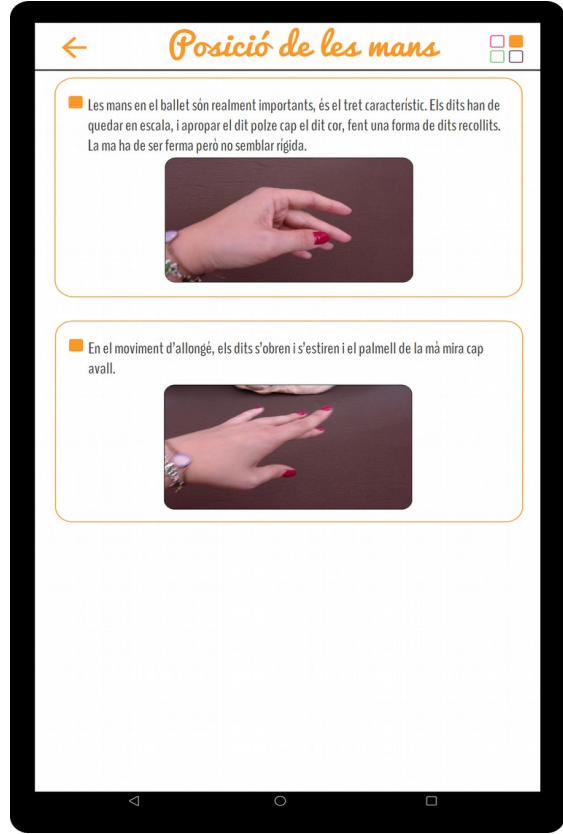 Posició de les mans
Les mans en el ballet són realment importants, és el tret característic. Els dits han de
quedar en escala, i apropar el dit polze cap el dit cor, fent una forma de dits recollits.
La ma ha de ser ferma però no semblar rígida.
En el moviment d'allongé, els dits s'obren i s'estiren i el palmell de la mà mira cap
avall.